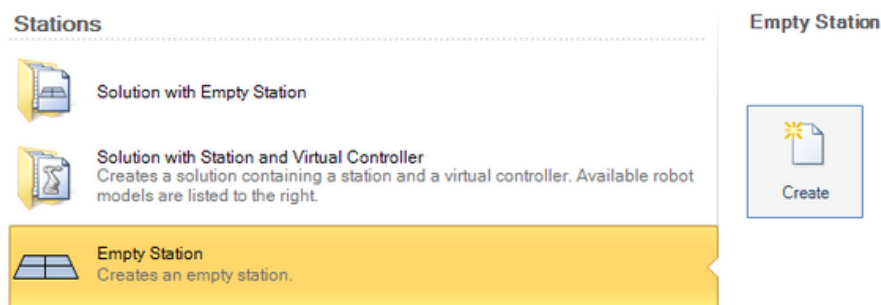 Stations
Solution with Empty Station
Solution with Station and Virtual Controller
Creates a solution containing a station and a virtual controller. Available robot
models are listed to the right.
Empty Station
Creates an empty station.
Empty Station
Create